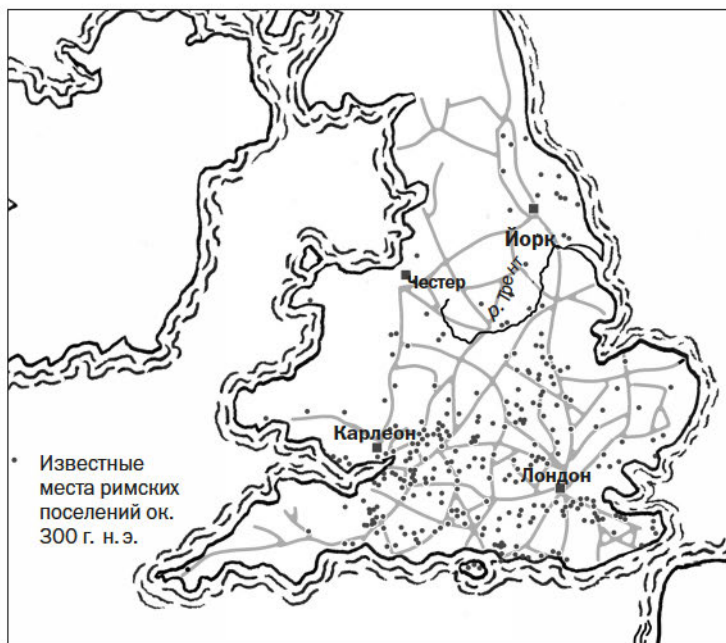 Йорк
р. Трент
Честер
Карлеон
Лондон
Известные
места римских
поселений ок.
300 г. н. э.